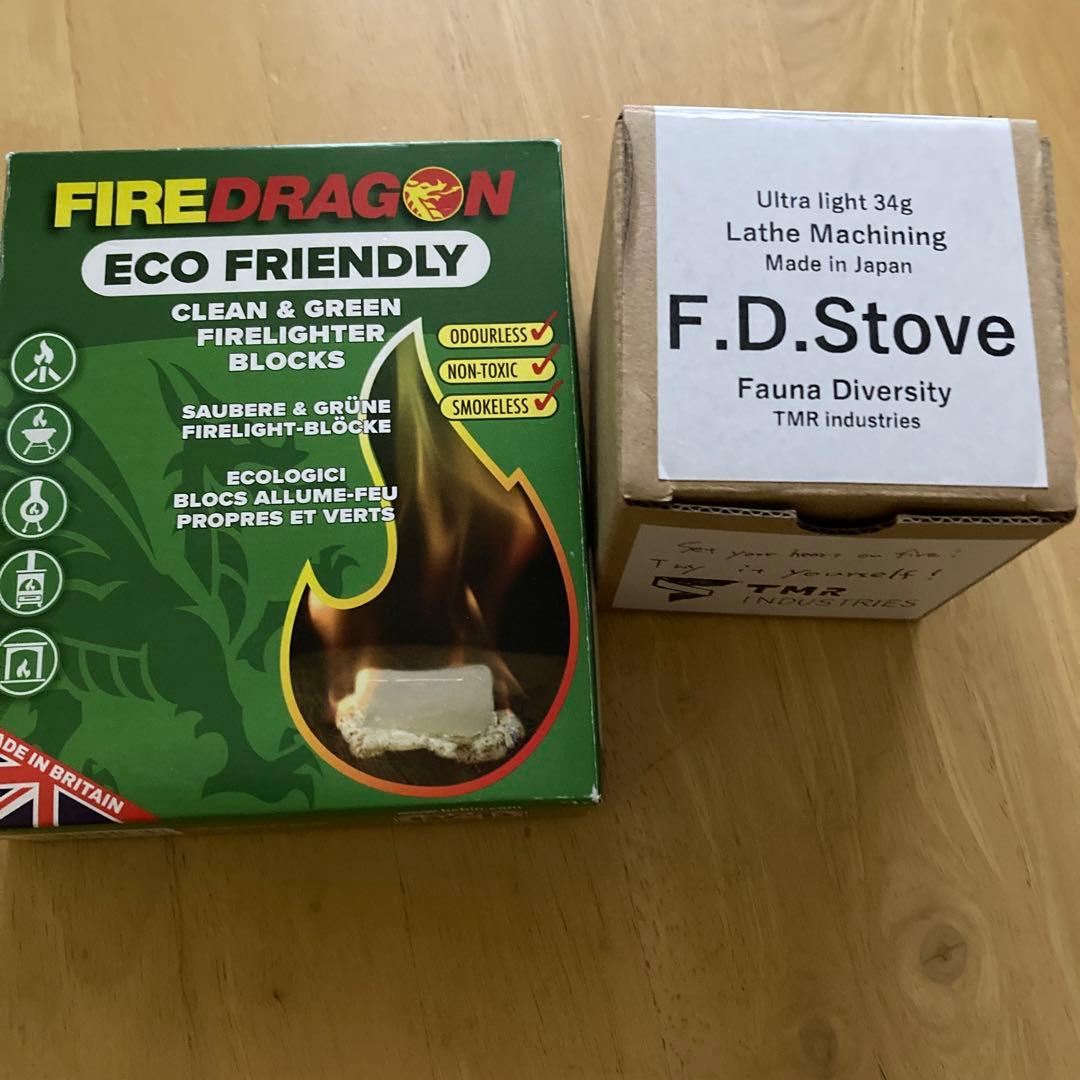 FIREDRAGON
ECO FRIENDLY
CLEAN & GREEN
FIRELIGHTER
BLOCKS
ODOURLESS
NON-TOXIC
SMOKELESS
SAUBERE & GRÜNE
FIRELIGHT-BLÖCKE
ECOLOGICI
BLOCS ALLUME-FEU
PROPRES ET VERTS
ADE IN BRITAIN
Ultra light 34g
Lathe Machining
Made in Japan
F.D.Stove
Fauna Diversity
TMR industries
Set your heart on fire!
Try it yourself!
TMR
INDUSTRIES